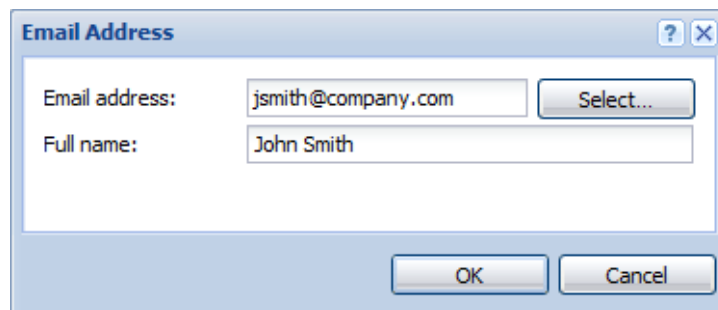 Email Address ?
Email address: jsmith@company.com Select...
Full name: John Smith
OK Cancel